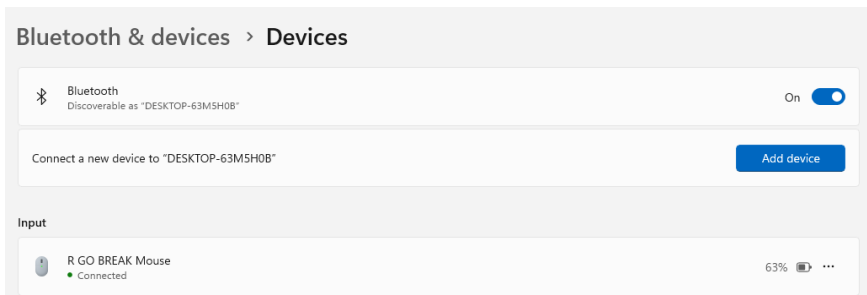 Bluetooth & devices > Devices
Bluetooth
Discoverable as "DESKTOP-63M5H0B"
On
Connect a new device to "DESKTOP-63M5H0B"
Add device
Input
R GO BREAK Mouse
Connected
63%